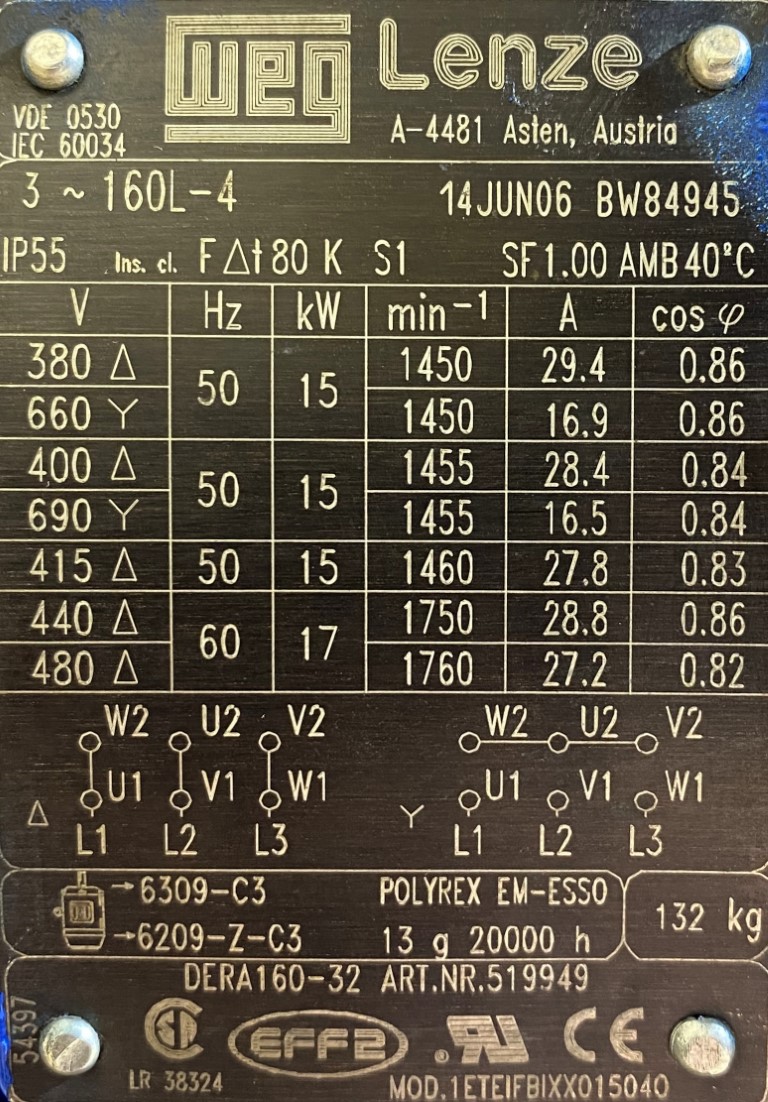 WEG Lenze
VDE 0530
IEC 60034
A-4481 Asten, Austria
3 ~ 160L-4 14JUN06 BW84945
IP55 Ins. cl. F Δt 80 K S1 SF 1.00 AMB 40°C
V Hz kW min⁻¹ A cos φ
380 Δ 50 15 1450 29.4 0.86
660 Y 1450 16.9 0.86
400 Δ 50 15 1455 28.4 0.84
690 Y 1455 16.5 0.84
415 Δ 50 15 1460 27.8 0.83
440 Δ 60 17 1750 28.8 0.86
480 Δ 1760 27.2 0.82
W2 U2 V2 W2 U2 V2
Δ U1 V1 W1 Y U1 V1 W1
L1 L2 L3 L1 L2 L3
→6309-C3 POLYREX EM-ESSO 132 kg
→6209-Z-C3 13 g 20000 h
DERA160-32 ART.NR.519949
54397
EFF2 CE
LR 38324 MOD.1ETEIFBIXX015040